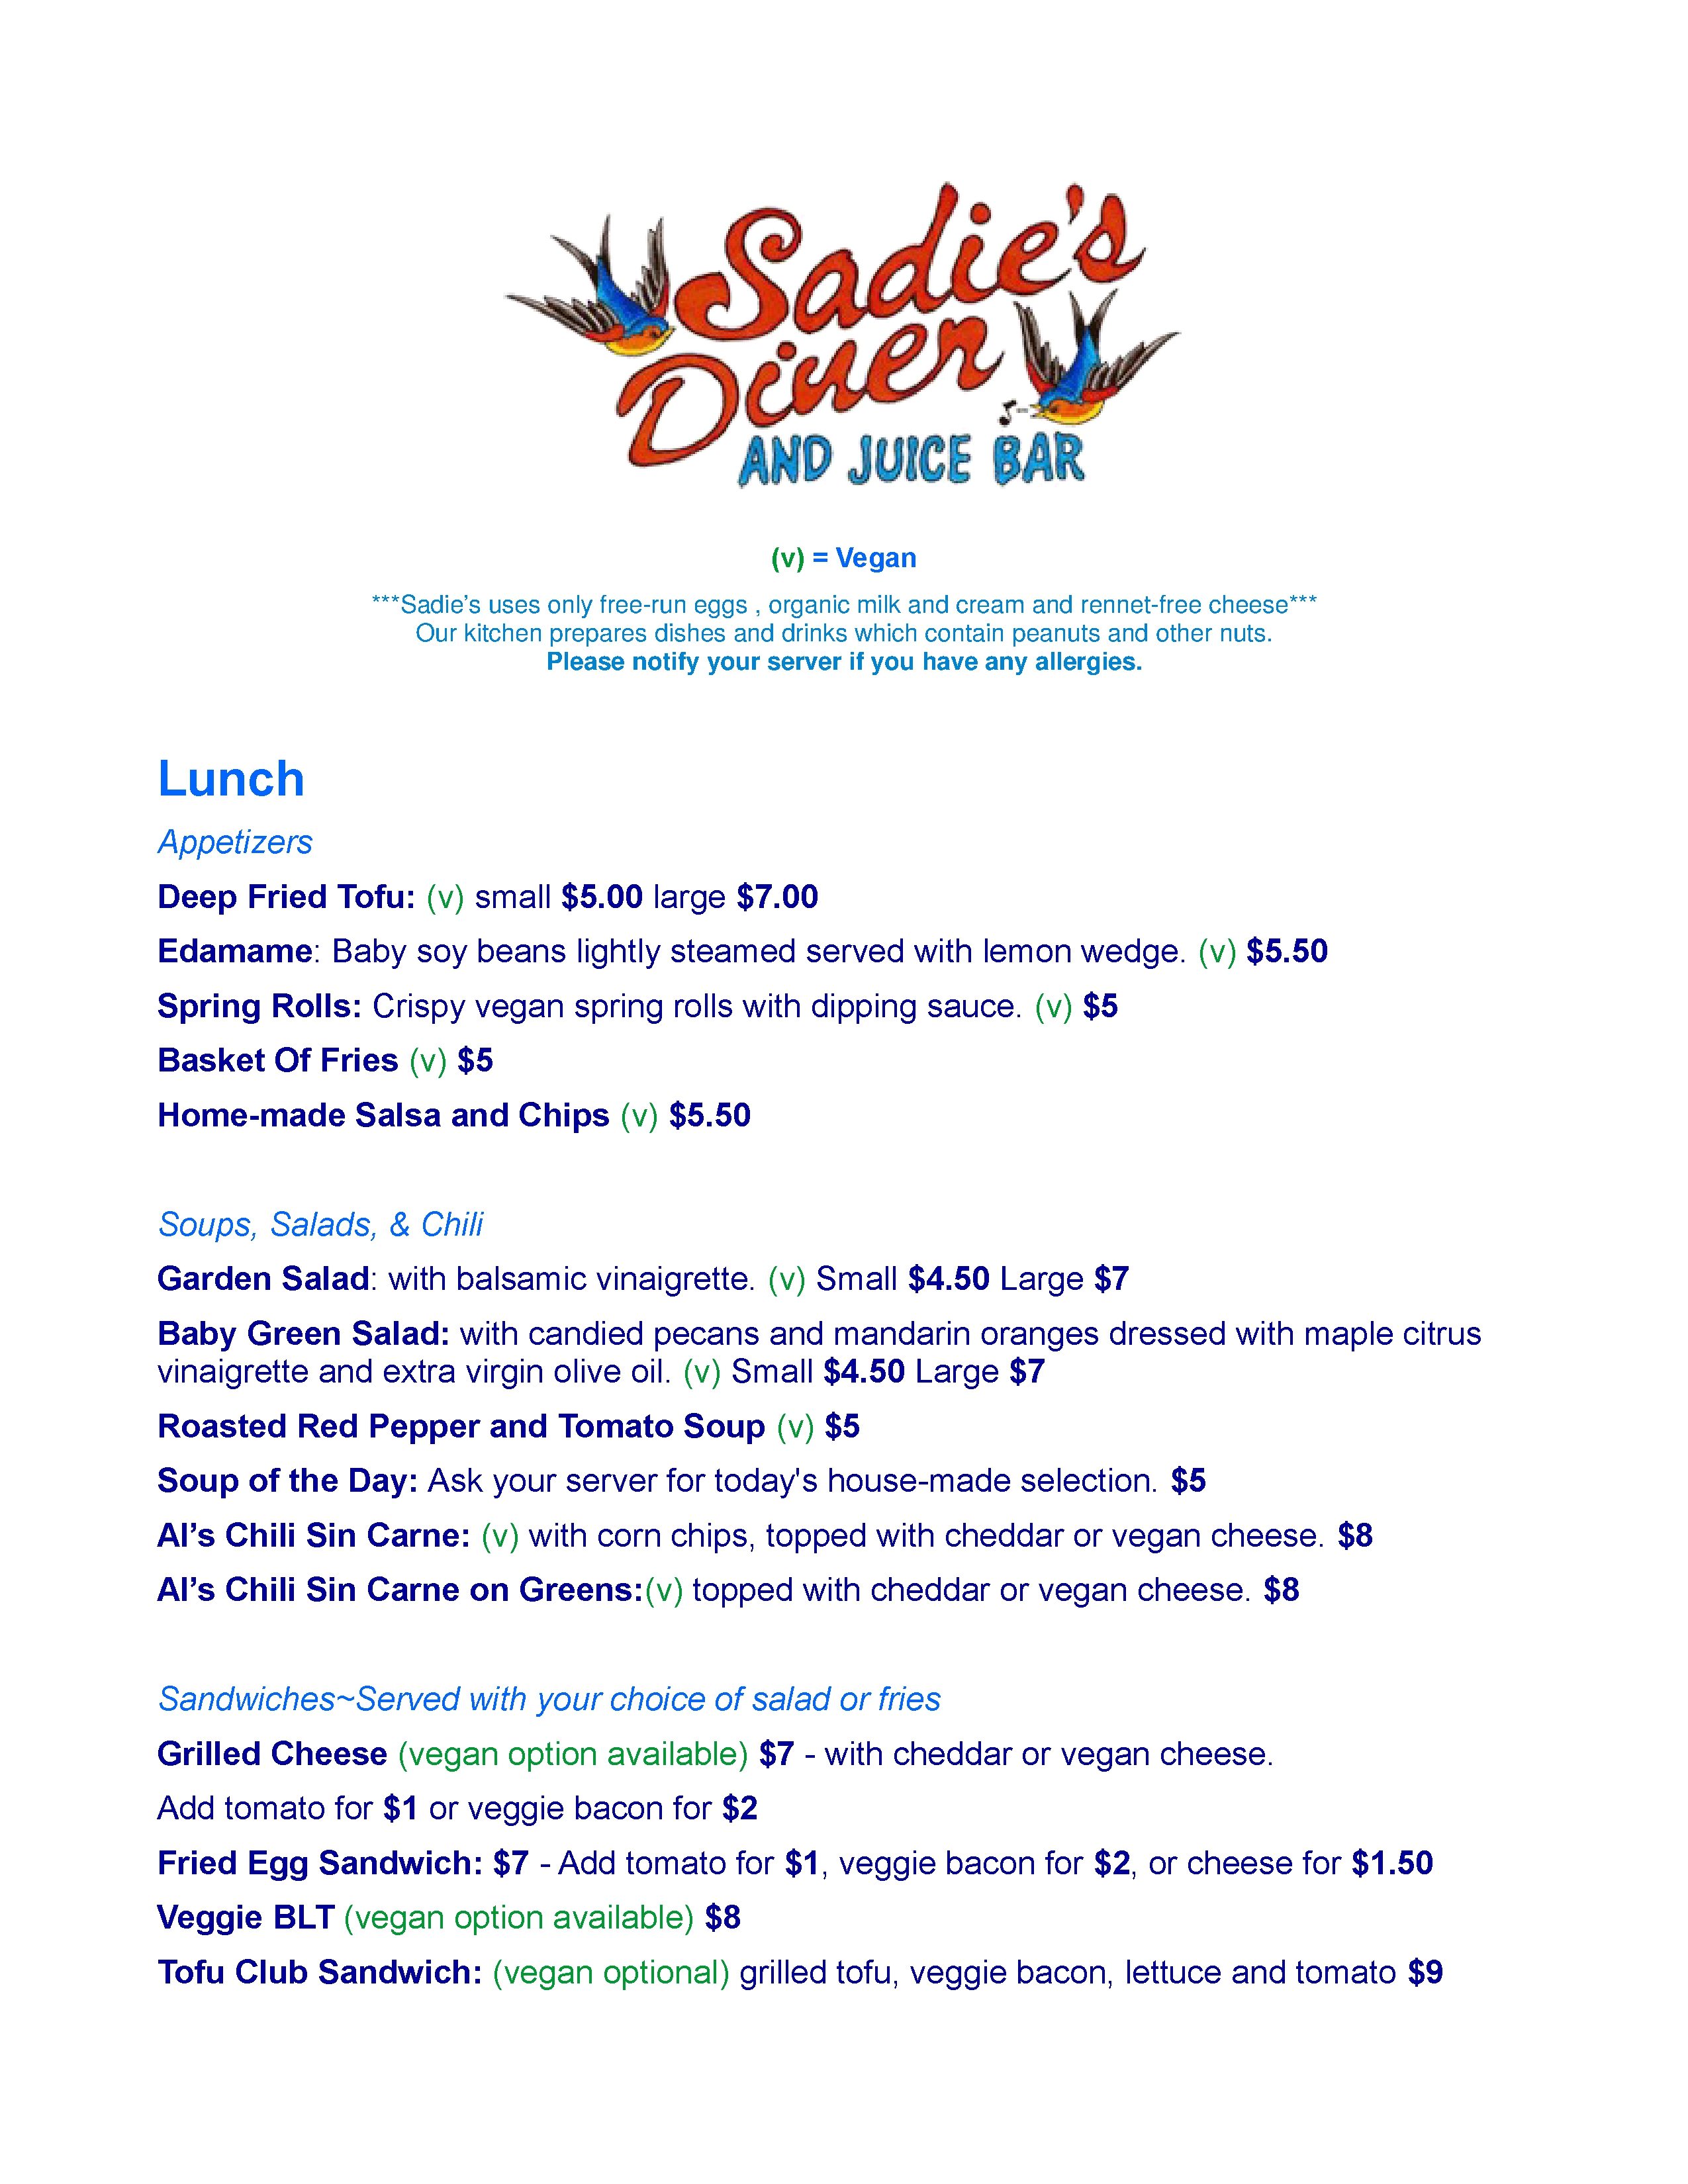 Sadie's
Diner
AND JUICE BAR
(v) = Vegan
***Sadie’s uses only free-run eggs , organic milk and cream and rennet-free cheese***
Our kitchen prepares dishes and drinks which contain peanuts and other nuts.
Please notify your server if you have any allergies.
Lunch
Appetizers
Deep Fried Tofu: (v) small $5.00 large $7.00
Edamame: Baby soy beans lightly steamed served with lemon wedge. (v) $5.50
Spring Rolls: Crispy vegan spring rolls with dipping sauce. (v) $5
Basket Of Fries (v) $5
Home-made Salsa and Chips (v) $5.50
Soups, Salads, & Chili
Garden Salad: with balsamic vinaigrette. (v) Small $4.50 Large $7
Baby Green Salad: with candied pecans and mandarin oranges dressed with maple citrus
vinaigrette and extra virgin olive oil. (v) Small $4.50 Large $7
Roasted Red Pepper and Tomato Soup (v) $5
Soup of the Day: Ask your server for today's house-made selection. $5
Al’s Chili Sin Carne: (v) with corn chips, topped with cheddar or vegan cheese. $8
Al’s Chili Sin Carne on Greens:(v) topped with cheddar or vegan cheese. $8
Sandwiches~Served with your choice of salad or fries
Grilled Cheese (vegan option available) $7 - with cheddar or vegan cheese.
Add tomato for $1 or veggie bacon for $2
Fried Egg Sandwich: $7 - Add tomato for $1, veggie bacon for $2, or cheese for $1.50
Veggie BLT (vegan option available) $8
Tofu Club Sandwich: (vegan optional) grilled tofu, veggie bacon, lettuce and tomato $9